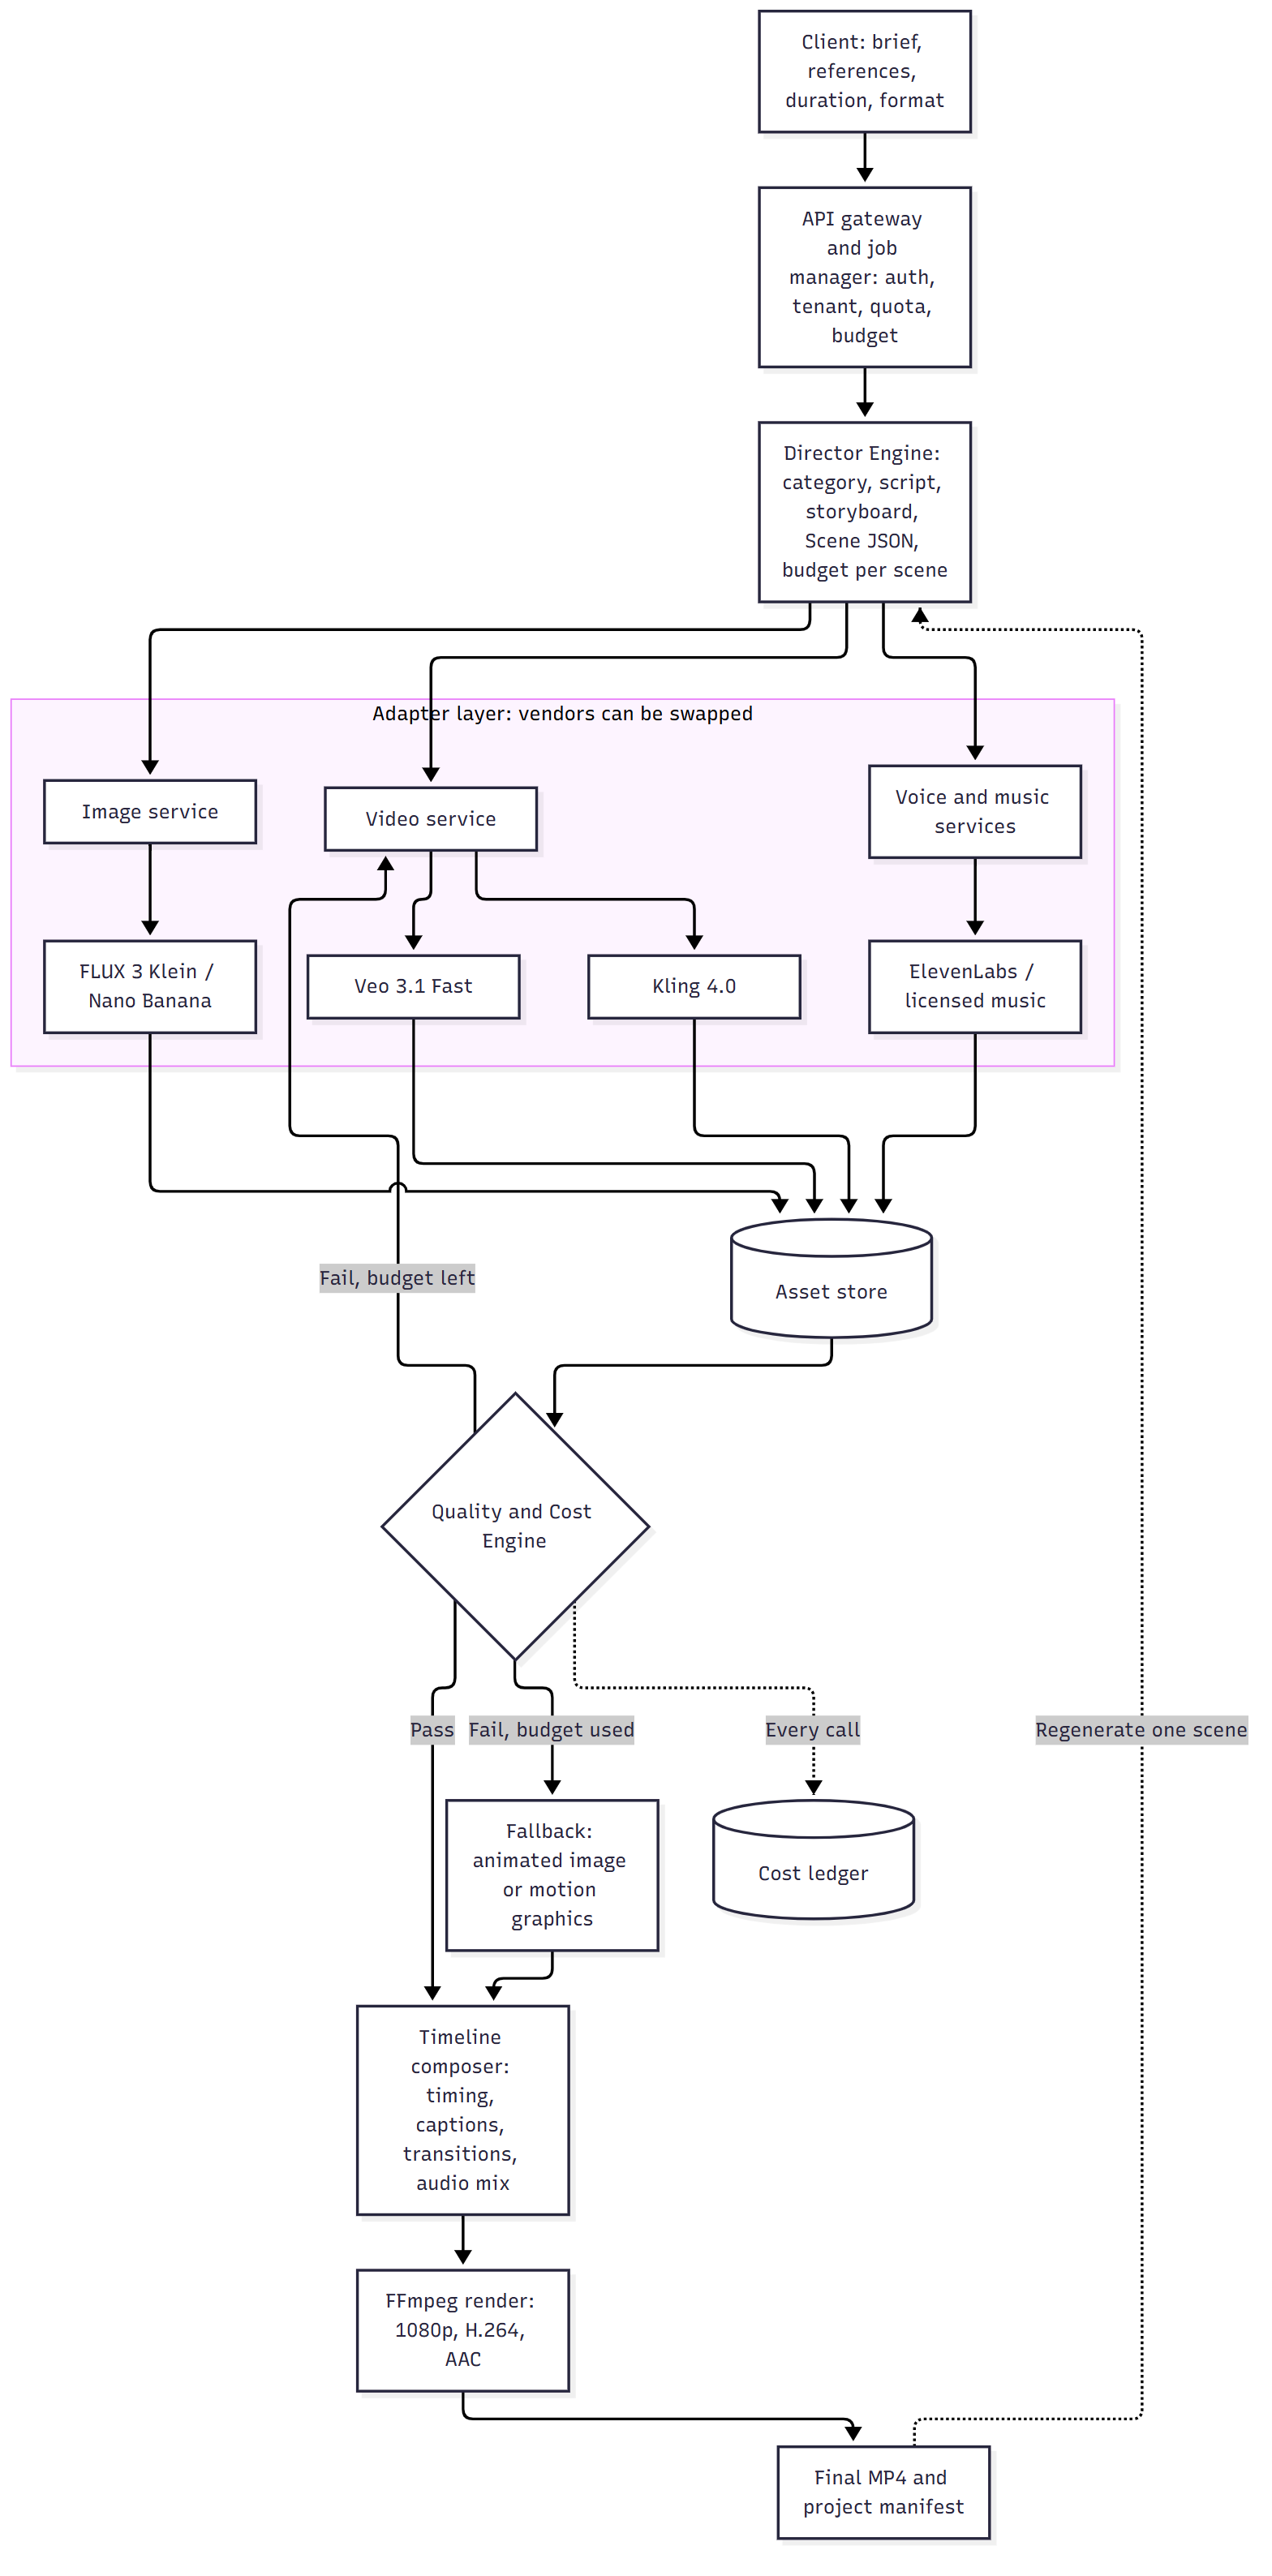 Client: brief,
references,
duration, format
API gateway
and job
manager: auth,
tenant, quota,
budget
Director Engine:
category, script,
storyboard,
Scene JSON,
budget per scene
Adapter layer: vendors can be swapped
Image service
Video service
Voice and music
services
FLUX 3 Klein /
Nano Banana
Veo 3.1 Fast
Kling 4.0
ElevenLabs /
licensed music
Fail, budget left
Asset store
Quality and Cost
Engine
Pass
Fail, budget used
Every call
Regenerate one scene
Fallback:
animated image
or motion
graphics
Cost ledger
Timeline
composer:
timing,
captions,
transitions,
audio mix
FFmpeg render:
1080p, H.264,
AAC
Final MP4 and
project manifest